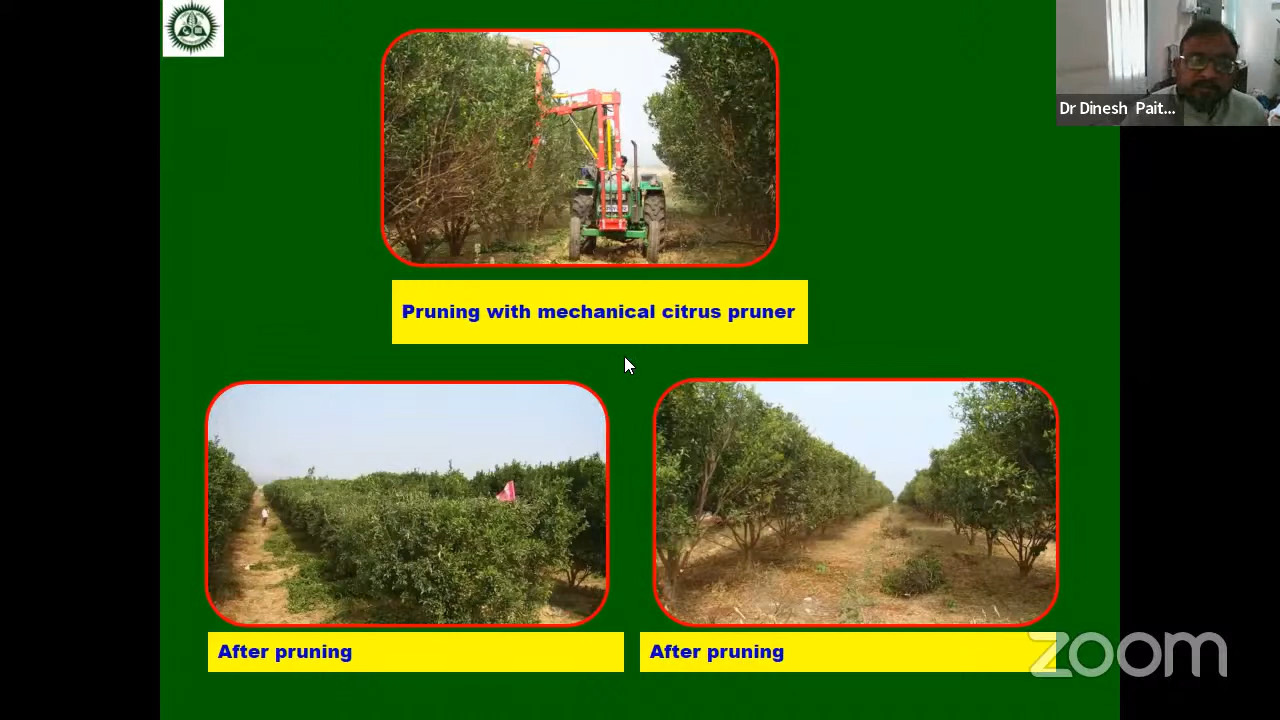 Dr Dinesh Pait...
Pruning with mechanical citrus pruner
After pruning
After pruning
zoom